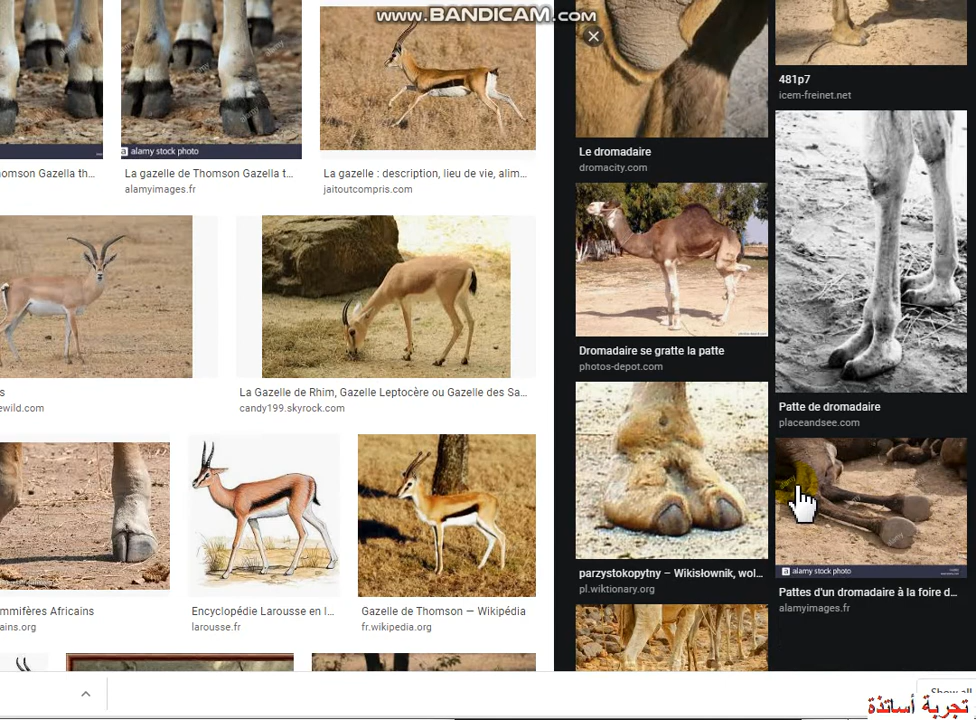 www.BANDICAM.com
alamy stock photo
omson Gazella th...
La gazelle de Thomson Gazella t...
alamyimages.fr
La gazelle : description, lieu de vie, alim...
jaitoutcompris.com
s
ewild.com
La Gazelle de Rhim, Gazelle Leptocère ou Gazelle des Sa...
candy199.skyrock.com
mmifères Africains
ains.org
Encyclopédie Larousse en l...
larousse.fr
Gazelle de Thomson — Wikipédia
fr.wikipedia.org
Le dromadaire
dromacity.com
481p7
icem-freinet.net
Dromadaire se gratte la patte
photos-depot.com
Patte de dromadaire
placeandsee.com
parzystokopytny – Wikisłownik, wol...
pl.wiktionary.org
a alamy stock photo
Pattes d'un dromadaire à la foire d...
alamyimages.fr
Show all
تجربة أساتذة